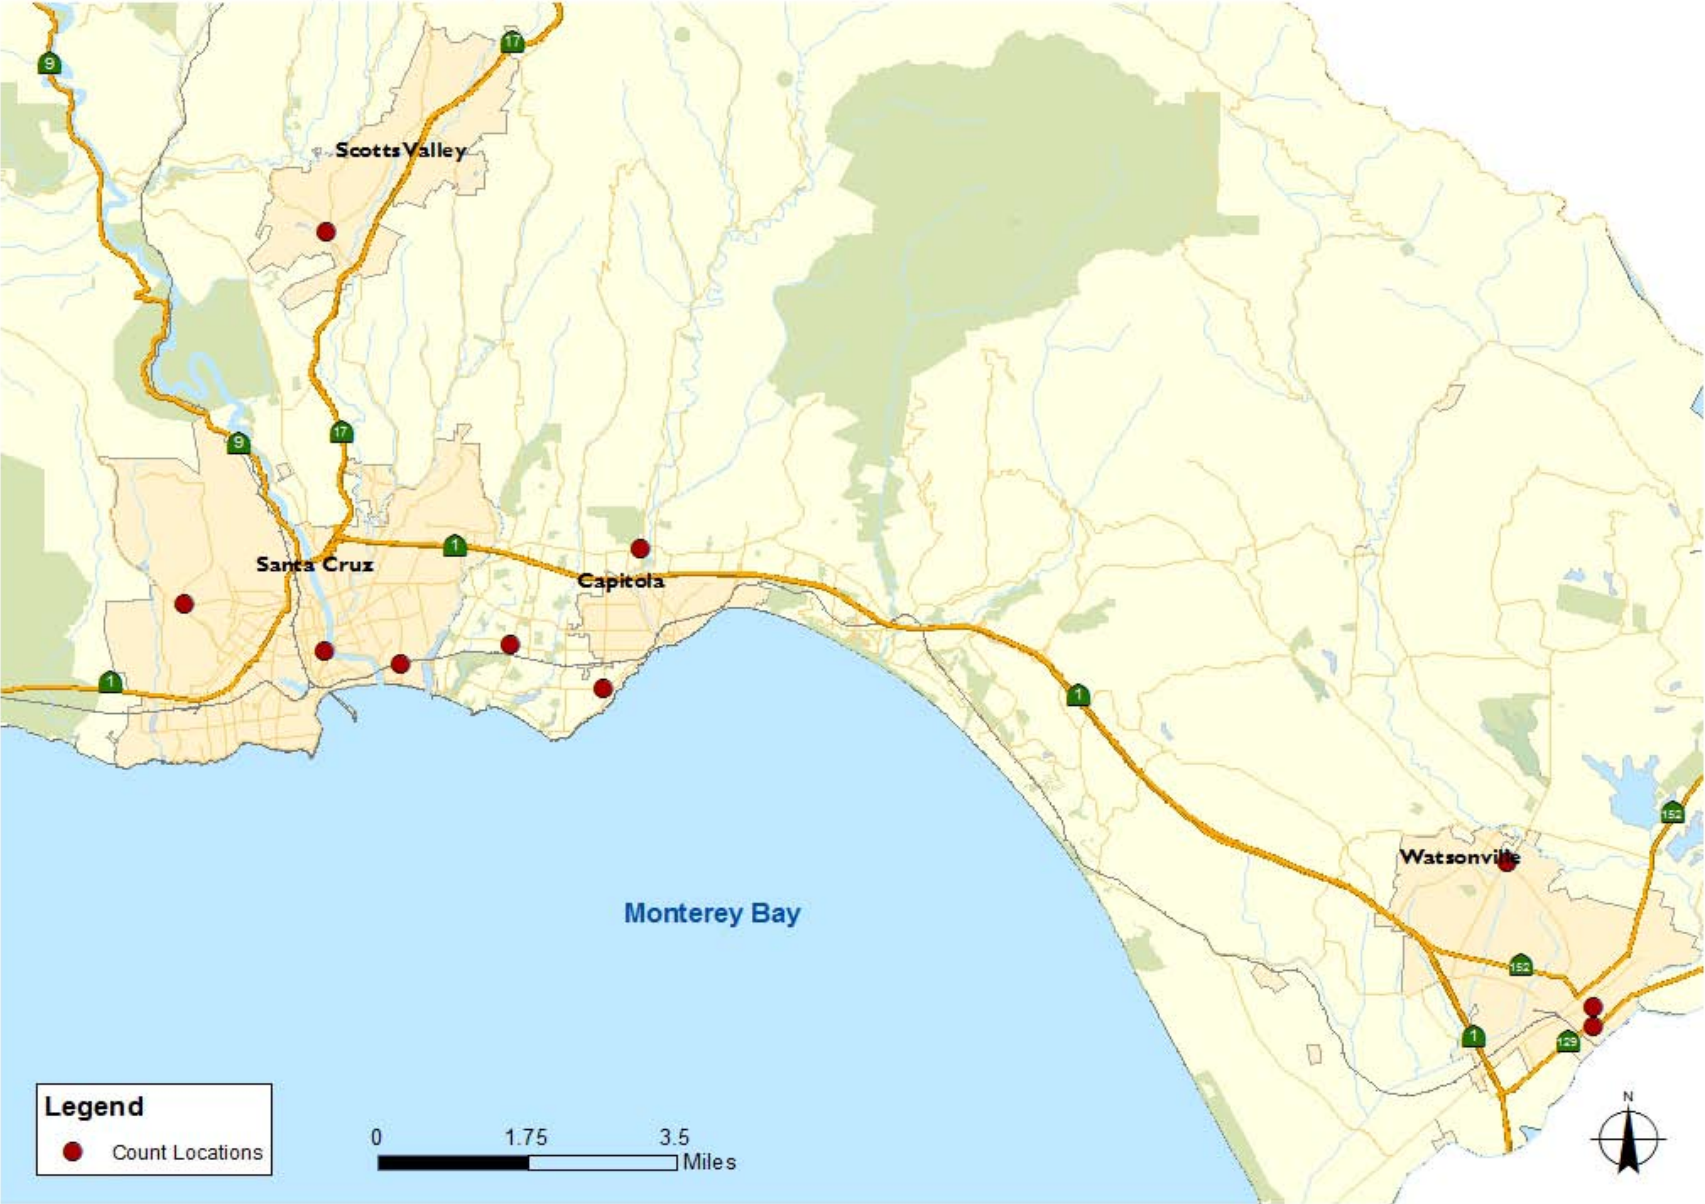 17
9
Scotts Valley
9
17
1
Santa Cruz
Capitola
1
1
152
Watsonville
Monterey Bay
152
1
129
Legend
Count Locations
0 1.75 3.5
Miles
N